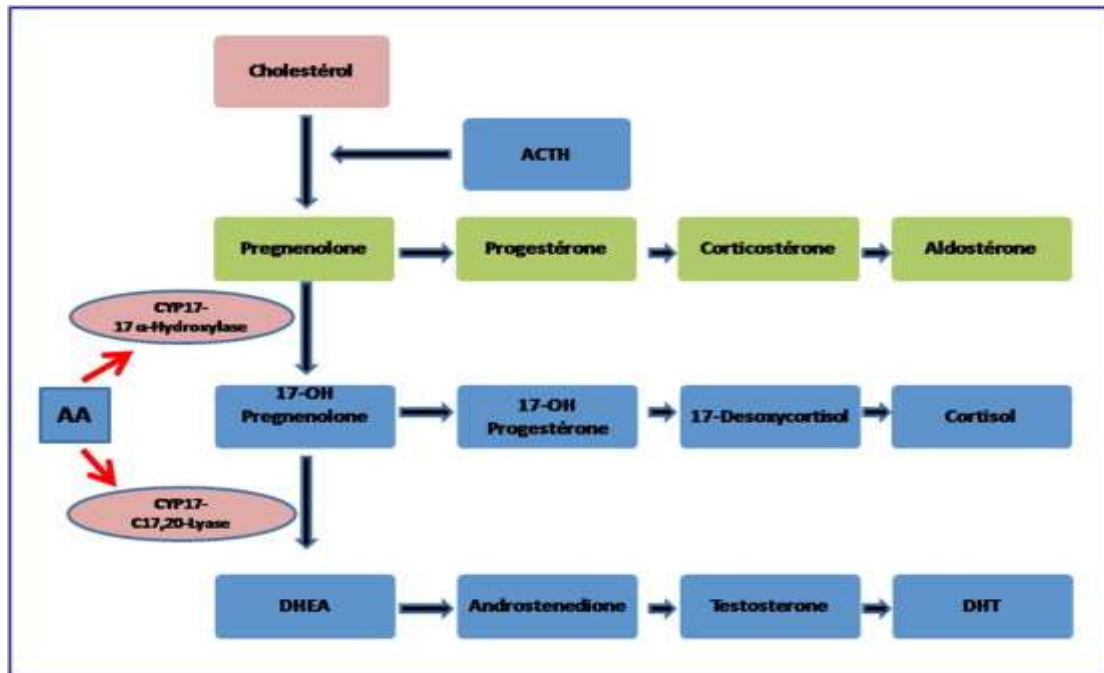 Cholestérol
ACTH
Pregnenolone
Progestérone
Corticostérone
Aldostérone
CYP17-
17 α-Hydroxylase
AA
17-OH
Pregnenolone
17-OH
Progestérone
17-Desoxycortisol
Cortisol
CYP17-
C17,20-Lyase
DHEA
Androstenedione
Testosterone
DHT